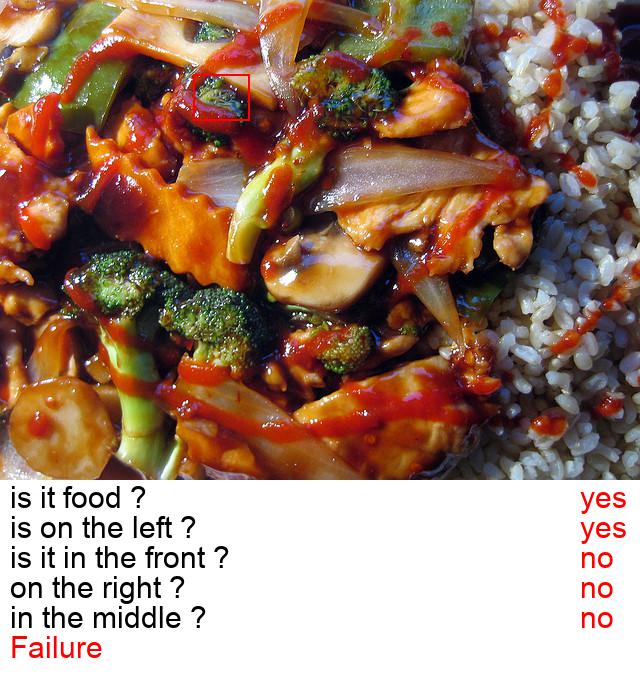 is it food ? yes
is on the left ? yes
is it in the front ? no
on the right ? no
in the middle ? no
Failure